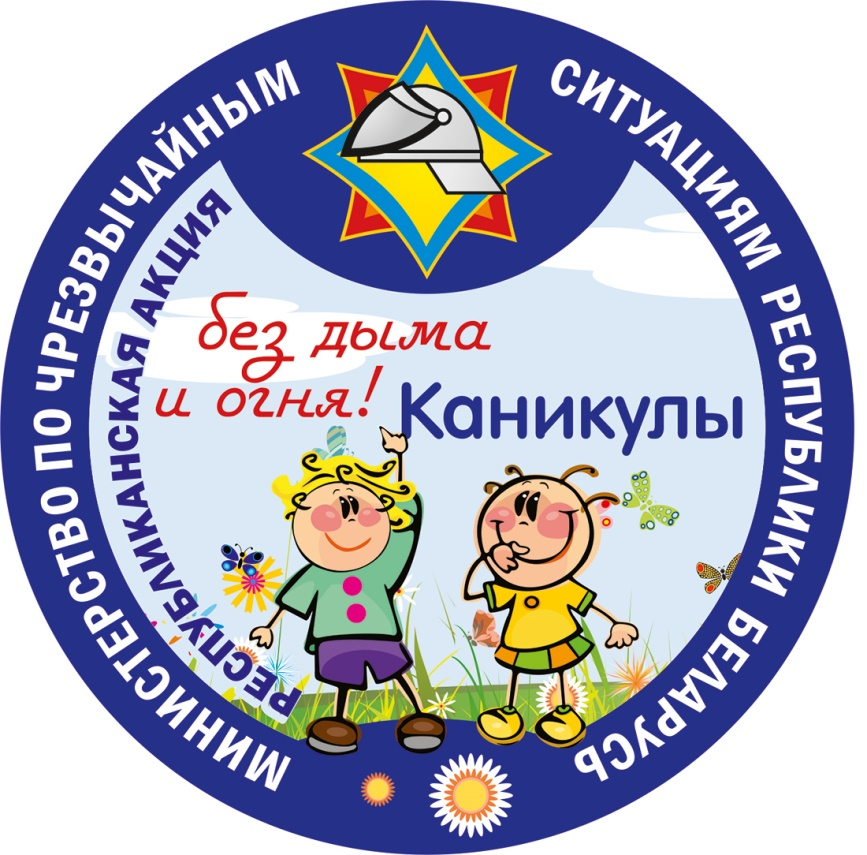 МИНИСТЕРСТВО ПО ЧРЕЗВЫЧАЙНЫМ СИТУАЦИЯМ РЕСПУБЛИКИ БЕЛАРУСЬ
РЕСПУБЛИКАНСКАЯ АКЦИЯ
без дыма
и огня!
Каникулы